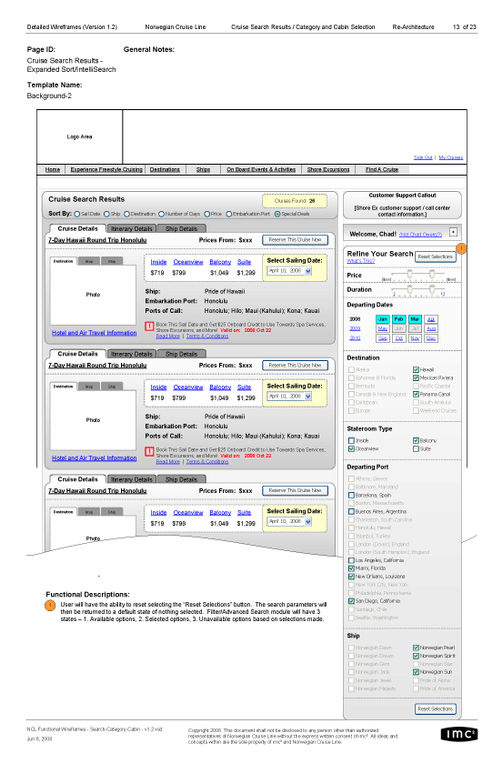 Detailed Wireframes (Version 1.2) Norwegian Cruise Line Cruise Search Results / Category and Cabin Selection Re-Architecture 13 of 23
Page ID: General Notes:
Cruise Search Results -
Expanded Sort/IntelliSearch
Template Name:
Background-2
Logo Area
Sign Out | My Cruises
Home Experience Freestyle Cruising Destinations Ships On Board Events & Activities Shore Excursions Find A Cruise
Cruise Search Results
Cruises Found: 26
Sort By: Sail Date Ship Destination Number of Days Price Embarkation Port Special Deals
Cruise Details Itinerary Details Ship Details
7-Day Hawaii Round Trip Honolulu Prices From: $xxx Reserve This Cruise Now
Destination Map
Photo
Inside Oceanview Balcony Suite
$719 $799 $1,049 $1,299
Select Sailing Date:
April 10, 2008
Ship: Pride of Hawaii
Embarkation Port: Honolulu
Ports of Call: Honolulu; Hilo; Maui (Kahului); Kona; Kauai
Book This Sail Date and Get $25 Onboard Credit to Use Towards Spa Services,
Shore Excursions, and More! Valid on: 2008 Oct 22
Read More | Terms & Conditions
Hotel and Air Travel Information
Cruise Details Itinerary Details Ship Details
7-Day Hawaii Round Trip Honolulu Prices From: $xxx Reserve This Cruise Now
Destination Map
Photo
Inside Oceanview Balcony Suite
$719 $799 $1,049 $1,299
Select Sailing Date:
April 10, 2008
Ship: Pride of Hawaii
Embarkation Port: Honolulu
Ports of Call: Honolulu; Hilo; Maui (Kahului); Kona; Kauai
Book This Sail Date and Get $25 Onboard Credit to Use Towards Spa Services,
Shore Excursions, and More! Valid on: 2008 Oct 22
Read More | Terms & Conditions
Hotel and Air Travel Information
Cruise Details Itinerary Details Ship Details
7-Day Hawaii Round Trip Honolulu Prices From: $xxx Reserve This Cruise Now
Destination Map
Photo
Inside Oceanview Balcony Suite
$719 $799 $1,049 $1,299
Select Sailing Date:
April 10, 2008
Customer Support Callout
[Shore Ex customer support / call center
contact information.]
Welcome, Chad! (Not Chad Owens?)
Refine Your Search Reset Selections
What's This?
Price
Duration
Departing Dates
2008 Jan Feb Mar Apr
2009 May Jun Jul Aug
2010 Sep Oct Nov Dec
Destination
Alaska Hawaii
Bahamas & Florida Mexican Riviera
Bermuda Pacific Coastal
Canada & New England Panama Canal
Caribbean South America
Europe Weekend Cruises
Stateroom Type
Inside Balcony
Oceanview Suite
Departing Port
Athens, Greece
Baltimore, Maryland
Barcelona, Spain
Boston, Massachusetts
Buenos Aires, Argentina
Charleston, South Carolina
Honolulu, Hawaii
Istanbul, Turkey
London (Dover), England
London (Southampton), England
Los Angeles, California
Miami, Florida
New Orleans, Louisiana
New York, New York
Philadelphia, Pennsylvania
San Diego, California
Santiago, Chile
Seattle, Washington
Ship
Norwegian Dawn Norwegian Pearl
Norwegian Dream Norwegian Spirit
Norwegian Gem Norwegian Star
Norwegian Jade Norwegian Sun
Norwegian Jewel Pride of Aloha
Norwegian Majesty Pride of America
Reset Selections
Functional Descriptions:
User will have the ability to reset selecting the "Reset Selections" button. The search parameters will
then be returned to a default state of nothing selected. Filter/Advanced Search module will have 3
states – 1. Available options, 2. Selected options, 3. Unavailable options based on selections made.
NCL Functional Wireframes - Search-Category-Cabin - v1.2.vsd
Jun 6, 2008
Copyright 2008. This document shall not be disclosed to any person other than authorized
representatives of Norwegian Cruise Line without the express written consent of imc². All ideas and
concepts within are the sole property of imc² and Norwegian Cruise Line.
imc²